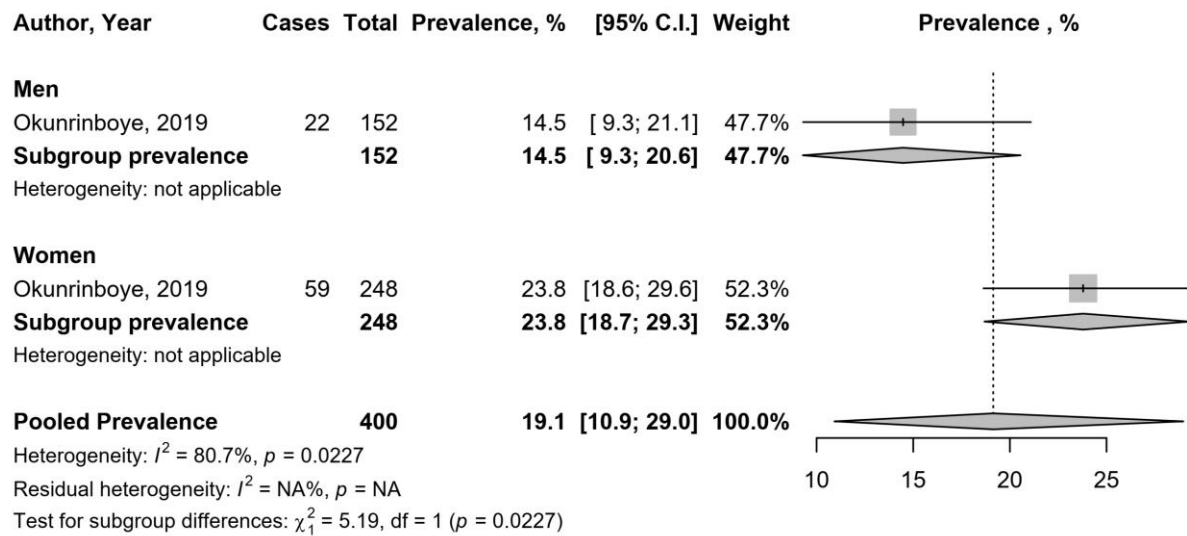 Author, Year Cases Total Prevalence, % [95% C.I.] Weight Prevalence , %
Men
Okunrinboye, 2019 22 152 14.5 [ 9.3; 21.1] 47.7%
Subgroup prevalence 152 14.5 [ 9.3; 20.6] 47.7%
Heterogeneity: not applicable
Women
Okunrinboye, 2019 59 248 23.8 [18.6; 29.6] 52.3%
Subgroup prevalence 248 23.8 [18.7; 29.3] 52.3%
Heterogeneity: not applicable
Pooled Prevalence 400 19.1 [10.9; 29.0] 100.0%
Heterogeneity: I² = 80.7%, p = 0.0227
10 15 20 25
Residual heterogeneity: I² = NA%, p = NA
Test for subgroup differences: χ²₁ = 5.19, df = 1 (p = 0.0227)